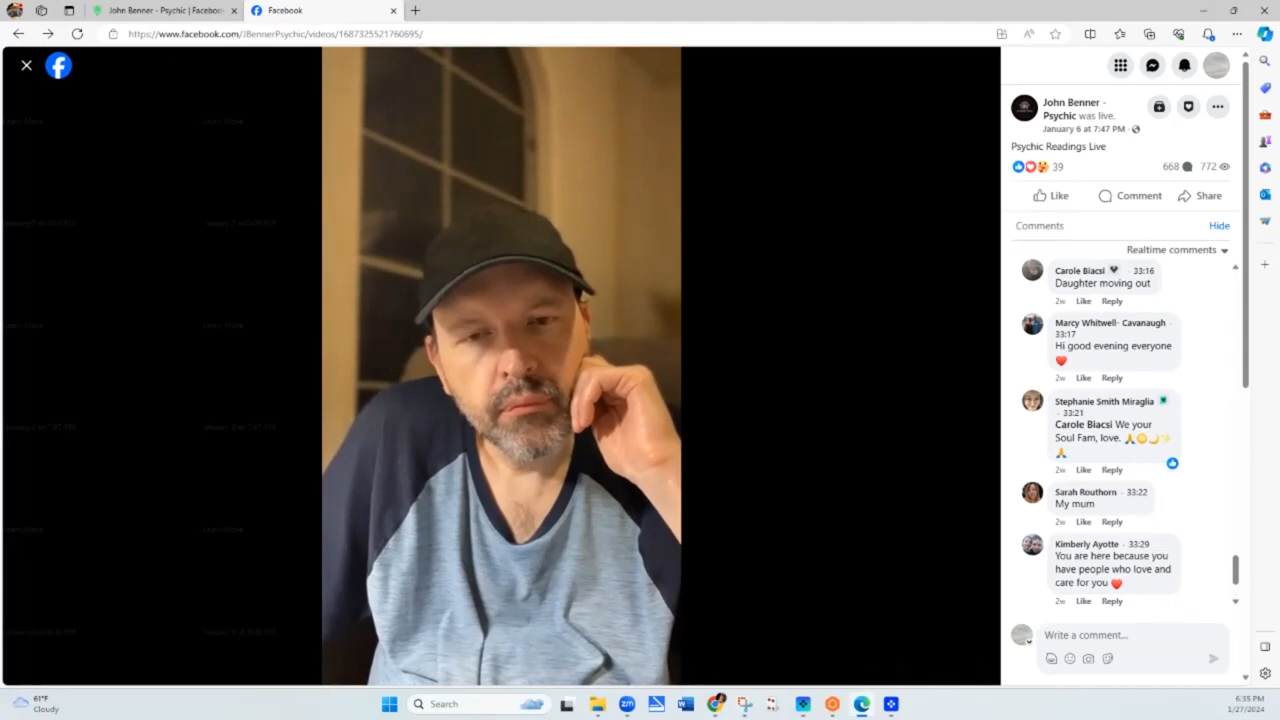 John Benner - Psychic | Facebook
Facebook
https://www.facebook.com/JBennerPsychic/videos/1687325521760695/
John Benner -
Psychic was live.
January 6 at 7:47 PM ·
Psychic Readings Live
39
668
772
Like
Comment
Share
Comments
Hide
Realtime comments
Carole Biacsi · 33:16
Daughter moving out
2w Like Reply
Marcy Whitwell- Cavanaugh ·
33:17
Hi good evening everyone
♥️
2w Like Reply
Stephanie Smith Miraglia
· 33:21
Carole Biacsi We your
Soul Fam, love. 🙏🌕🌙✨
🙏
2w Like Reply
Sarah Routhorn · 33:22
My mum
2w Like Reply
Kimberly Ayotte · 33:29
You are here because you
have people who love and
care for you ♥️
2w Like Reply
Write a comment...
61°F
Cloudy
Search
zm
6:35 PM
1/27/2024